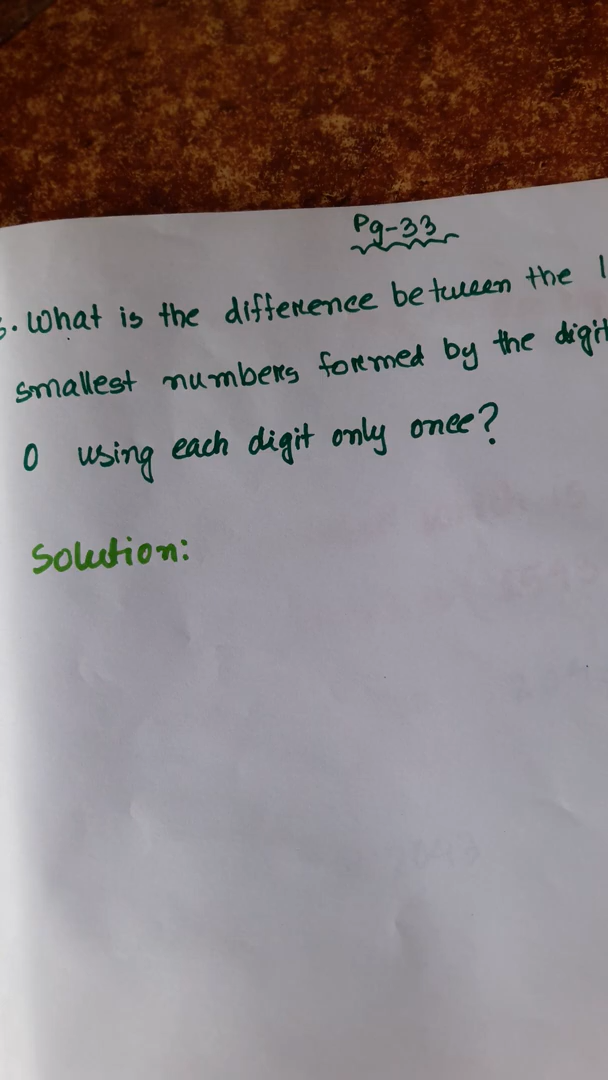 Pg-33
. What is the difference between the
smallest numbers formed by the digit
0 using each digit only once?
Solution: